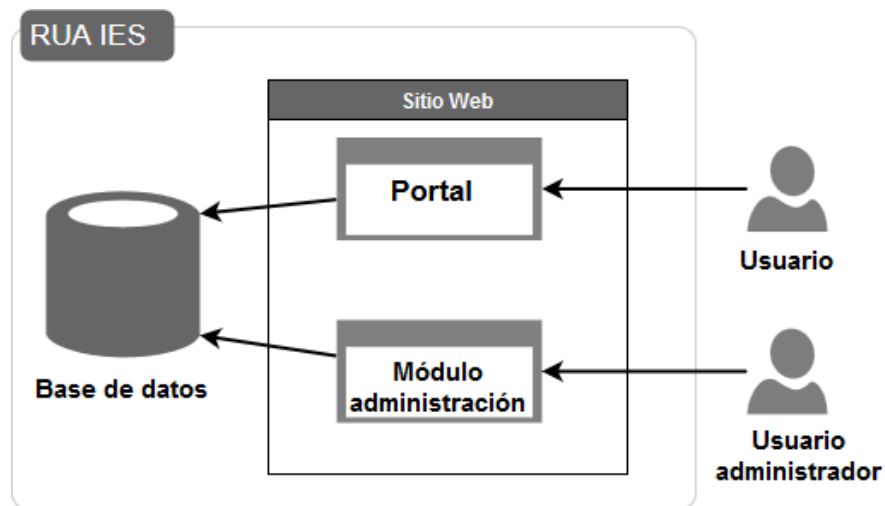 RUA IES
Sitio Web
Portal
Usuario
Base de datos
Módulo
administración
Usuario
administrador